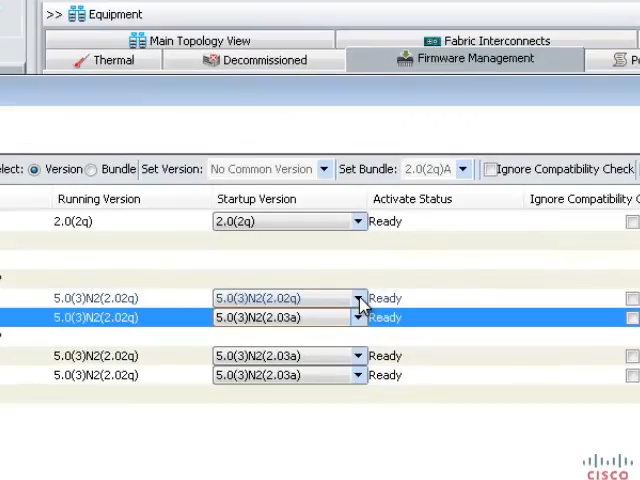 >> Equipment
Main Topology View Fabric Interconnects
Thermal Decommissioned Firmware Management
elect: Version Bundle Set Version: No Common Version Set Bundle: 2.0(2q)A Ignore Compatibility Check
Running Version Startup Version Activate Status Ignore Compatibility
2.0(2q) 2.0(2q) Ready
5.0(3)N2(2.02q) 5.0(3)N2(2.02q) Ready
5.0(3)N2(2.02q) 5.0(3)N2(2.03a) Ready
5.0(3)N2(2.02q) 5.0(3)N2(2.03a) Ready
5.0(3)N2(2.02q) 5.0(3)N2(2.03a) Ready
CISCO